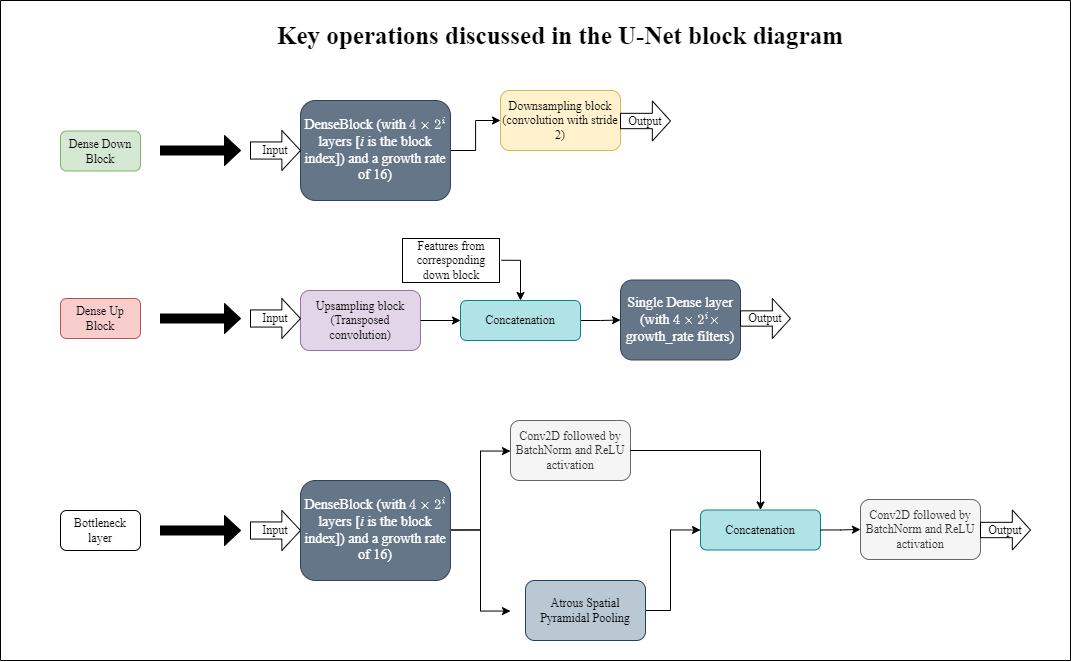 Key operations discussed in the U-Net block diagram
Dense Down
Block
Input
DenseBlock (with 4 × 2^i
layers [i is the block
index]) and a growth rate
of 16)
Downsampling block
(convolution with stride
2)
Output
Dense Up
Block
Input
Upsampling block
(Transposed
convolution)
Features from
corresponding
down block
Concatenation
Single Dense layer
(with 4 × 2^i ×
growth_rate filters)
Output
Bottleneck
layer
Input
DenseBlock (with 4 × 2^i
layers [i is the block
index]) and a growth rate
of 16)
Conv2D followed by
BatchNorm and ReLU
activation
Atrous Spatial
Pyramidal Pooling
Concatenation
Conv2D followed by
BatchNorm and ReLU
activation
Output